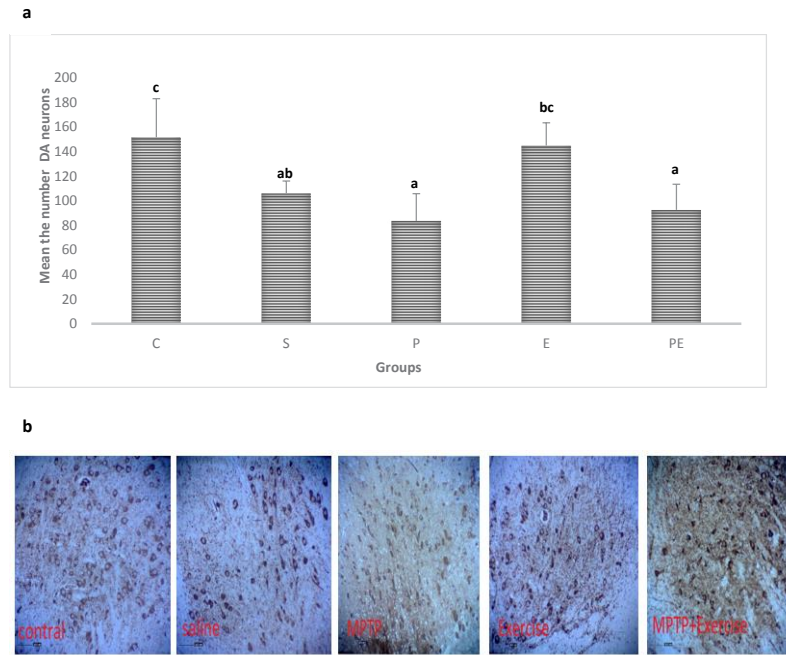 a
200
180
160
140
120
100
80
60
40
20
0
Mean the number DA neurons
c
ab
a
bc
a
C S P E PE
Groups
b
contral saline MPTP Exercise MPTP+Exercise